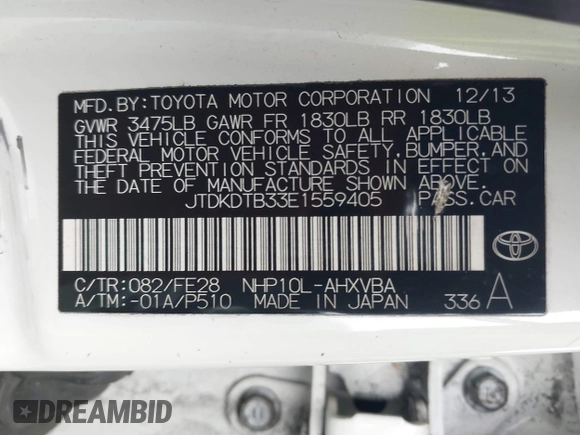 MFD.BY:TOYOTA MOTOR CORPORATION 12/13
GVWR 3475LB GAWR FR 1830LB RR 1830LB
THIS VEHICLE CONFORMS TO ALL APPLICABLE
FEDERAL MOTOR VEHICLE SAFETY,BUMPER,AND
THEFT PREVENTION STANDARDS IN EFFECT ON
THE DATE OF MANUFACTURE SHOWN ABOVE.
JTDKDTB33E1559405 PASS.CAR
C/TR:082/FE28 NHP10L-AHXVBA
A/TM:-01A/P510 MADE IN JAPAN 336A
DREAMBID